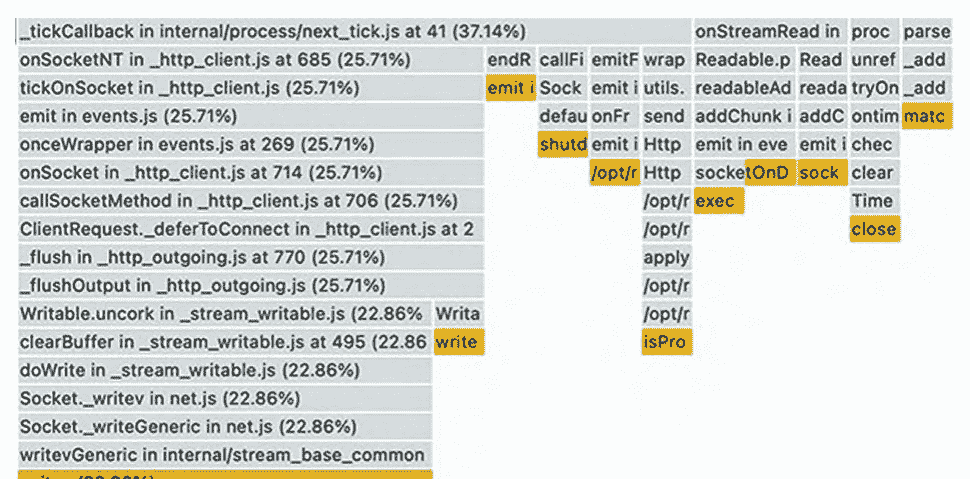 _tickCallback in internal/process/next_tick.js at 41 (37.14%) onStreamRead in proc parse
onSocketNT in _http_client.js at 685 (25.71%) endR callFi emitF wrap Readable.p Read unref _add
tickOnSocket in _http_client.js (25.71%) emit i Sock emit i utils. readableAd reada tryOn _add
emit in events.js (25.71%) defau onFr send addChunk i addC ontim matc
onceWrapper in events.js at 269 (25.71%) shutd emit i Http emit in eve emit i chec
onSocket in _http_client.js at 714 (25.71%) /opt/r Http socketOnD sock clear
callSocketMethod in _http_client.js at 706 (25.71%) /opt/r exec Time
ClientRequest._deferToConnect in _http_client.js at 2 /opt/r close
_flush in _http_outgoing.js at 770 (25.71%) apply
_flushOutput in _http_outgoing.js (25.71%) /opt/r
Writable.uncork in _stream_writable.js (22.86% Writa /opt/r
clearBuffer in _stream_writable.js at 495 (22.86 write isPro
doWrite in _stream_writable.js (22.86%)
Socket._writev in net.js (22.86%)
Socket._writeGeneric in net.js (22.86%)
writevGeneric in internal/stream_base_common